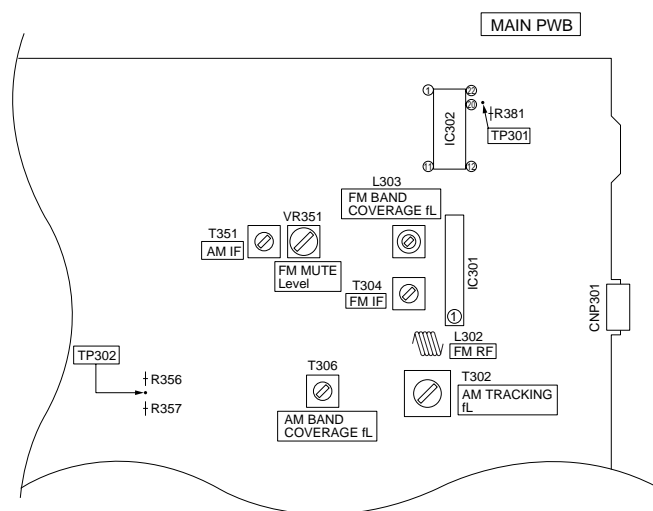 MAIN PWB
1
22
20
R381
IC302
TP301
11
12
L303
FM BAND
COVERAGE fL
T351
AM IF
VR351
FM MUTE
Level
T304
FM IF
IC301
1
CNP301
L302
FM RF
TP302
R356
R357
T306
AM BAND
COVERAGE fL
T302
AM TRACKING
fL